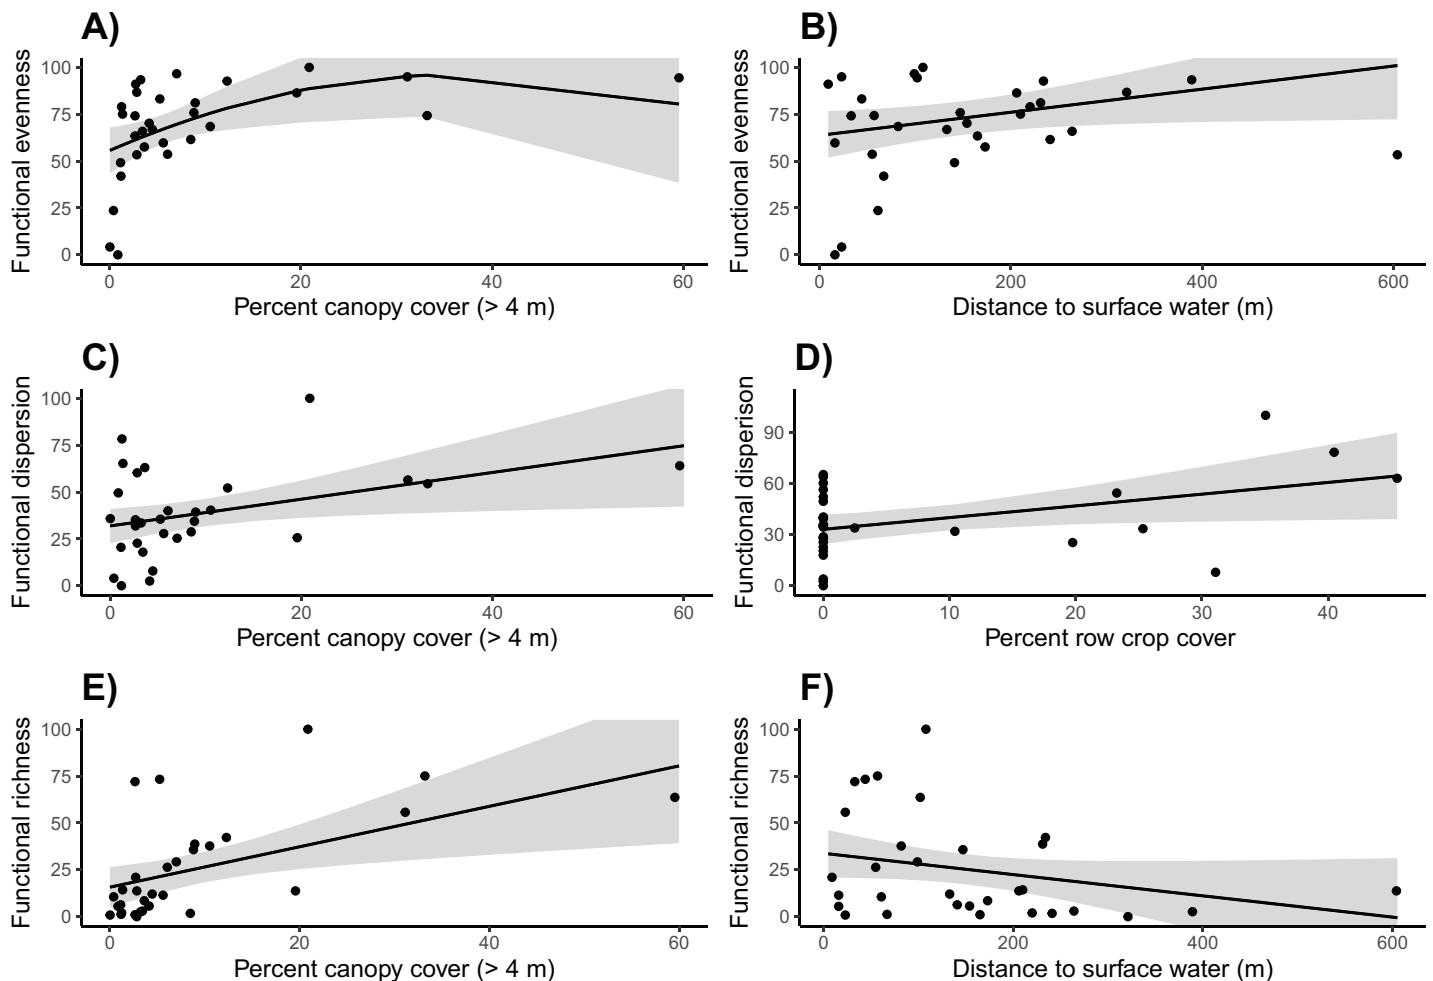 A)
Functional evenness
100
75
50
25
0
0 20 40 60
Percent canopy cover (> 4 m)
B)
Functional evenness
100
75
50
25
0
0 200 400 600
Distance to surface water (m)
C)
Functional dispersion
100
75
50
25
0
0 20 40 60
Percent canopy cover (> 4 m)
D)
Functional disperison
90
60
30
0
0 10 20 30 40
Percent row crop cover
E)
Functional richness
100
75
50
25
0
0 20 40 60
Percent canopy cover (> 4 m)
F)
Functional richness
100
75
50
25
0
0 200 400 600
Distance to surface water (m)